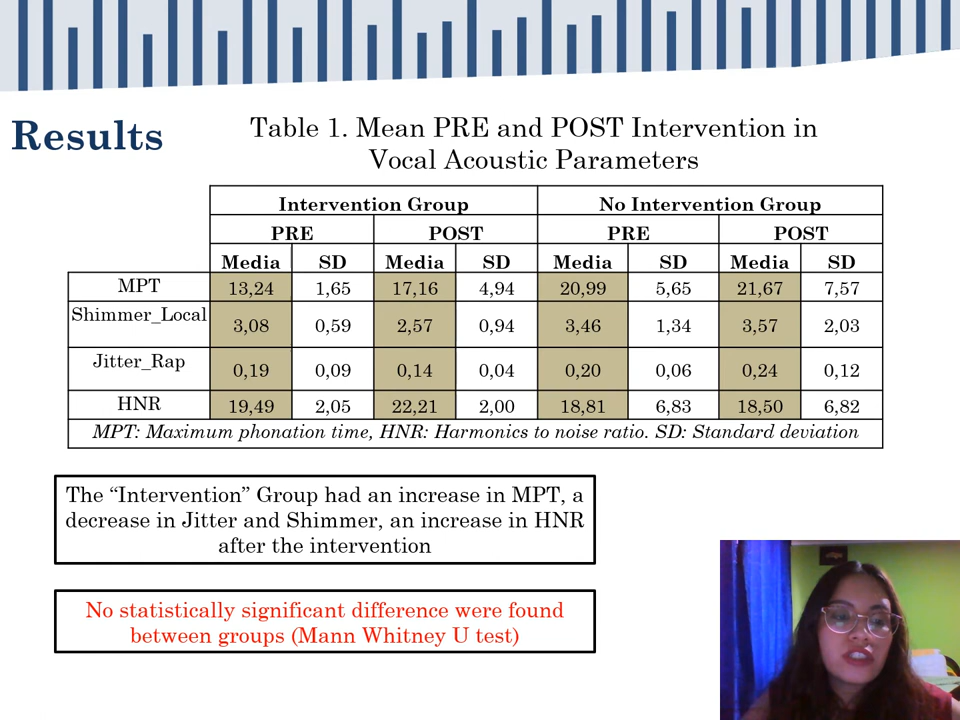 Results
Table 1. Mean PRE and POST Intervention in
Vocal Acoustic Parameters
Intervention Group No Intervention Group
PRE POST PRE POST
Media SD Media SD Media SD Media SD
MPT 13,24 1,65 17,16 4,94 20,99 5,65 21,67 7,57
Shimmer_Local 3,08 0,59 2,57 0,94 3,46 1,34 3,57 2,03
Jitter_Rap 0,19 0,09 0,14 0,04 0,20 0,06 0,24 0,12
HNR 19,49 2,05 22,21 2,00 18,81 6,83 18,50 6,82
MPT: Maximum phonation time, HNR: Harmonics to noise ratio. SD: Standard deviation
The “Intervention” Group had an increase in MPT, a
decrease in Jitter and Shimmer, an increase in HNR
after the intervention
No statistically significant difference were found
between groups (Mann Whitney U test)